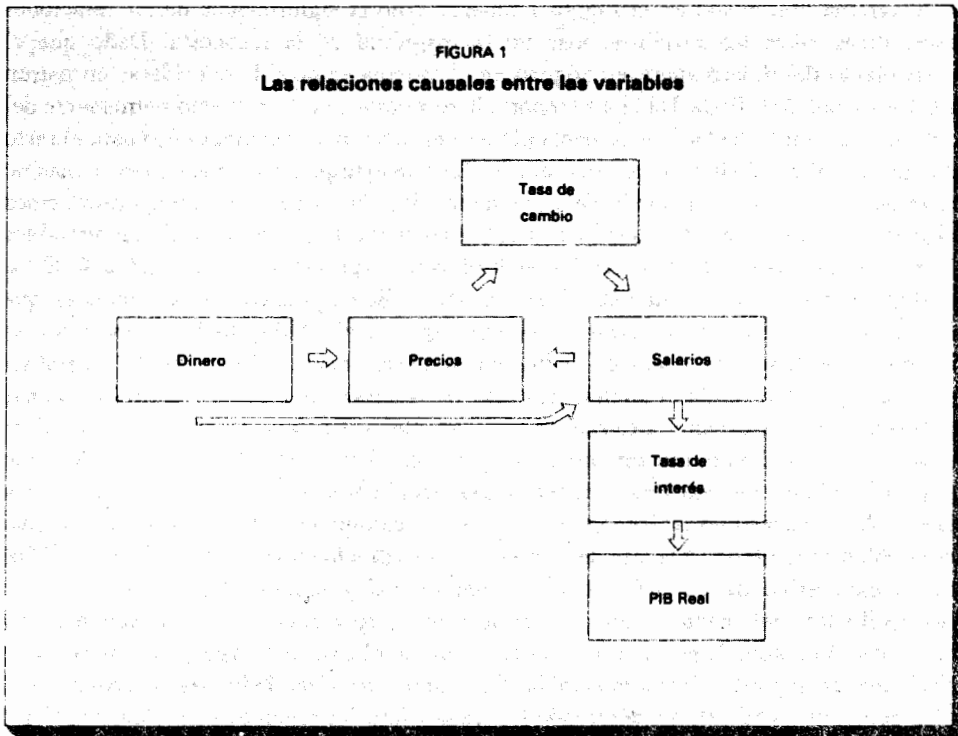 FIGURA 1
Las relaciones causales entre las variables
Tasa de
cambio
Dinero
Precios
Salarios
Tasa de
interés
PIB Real